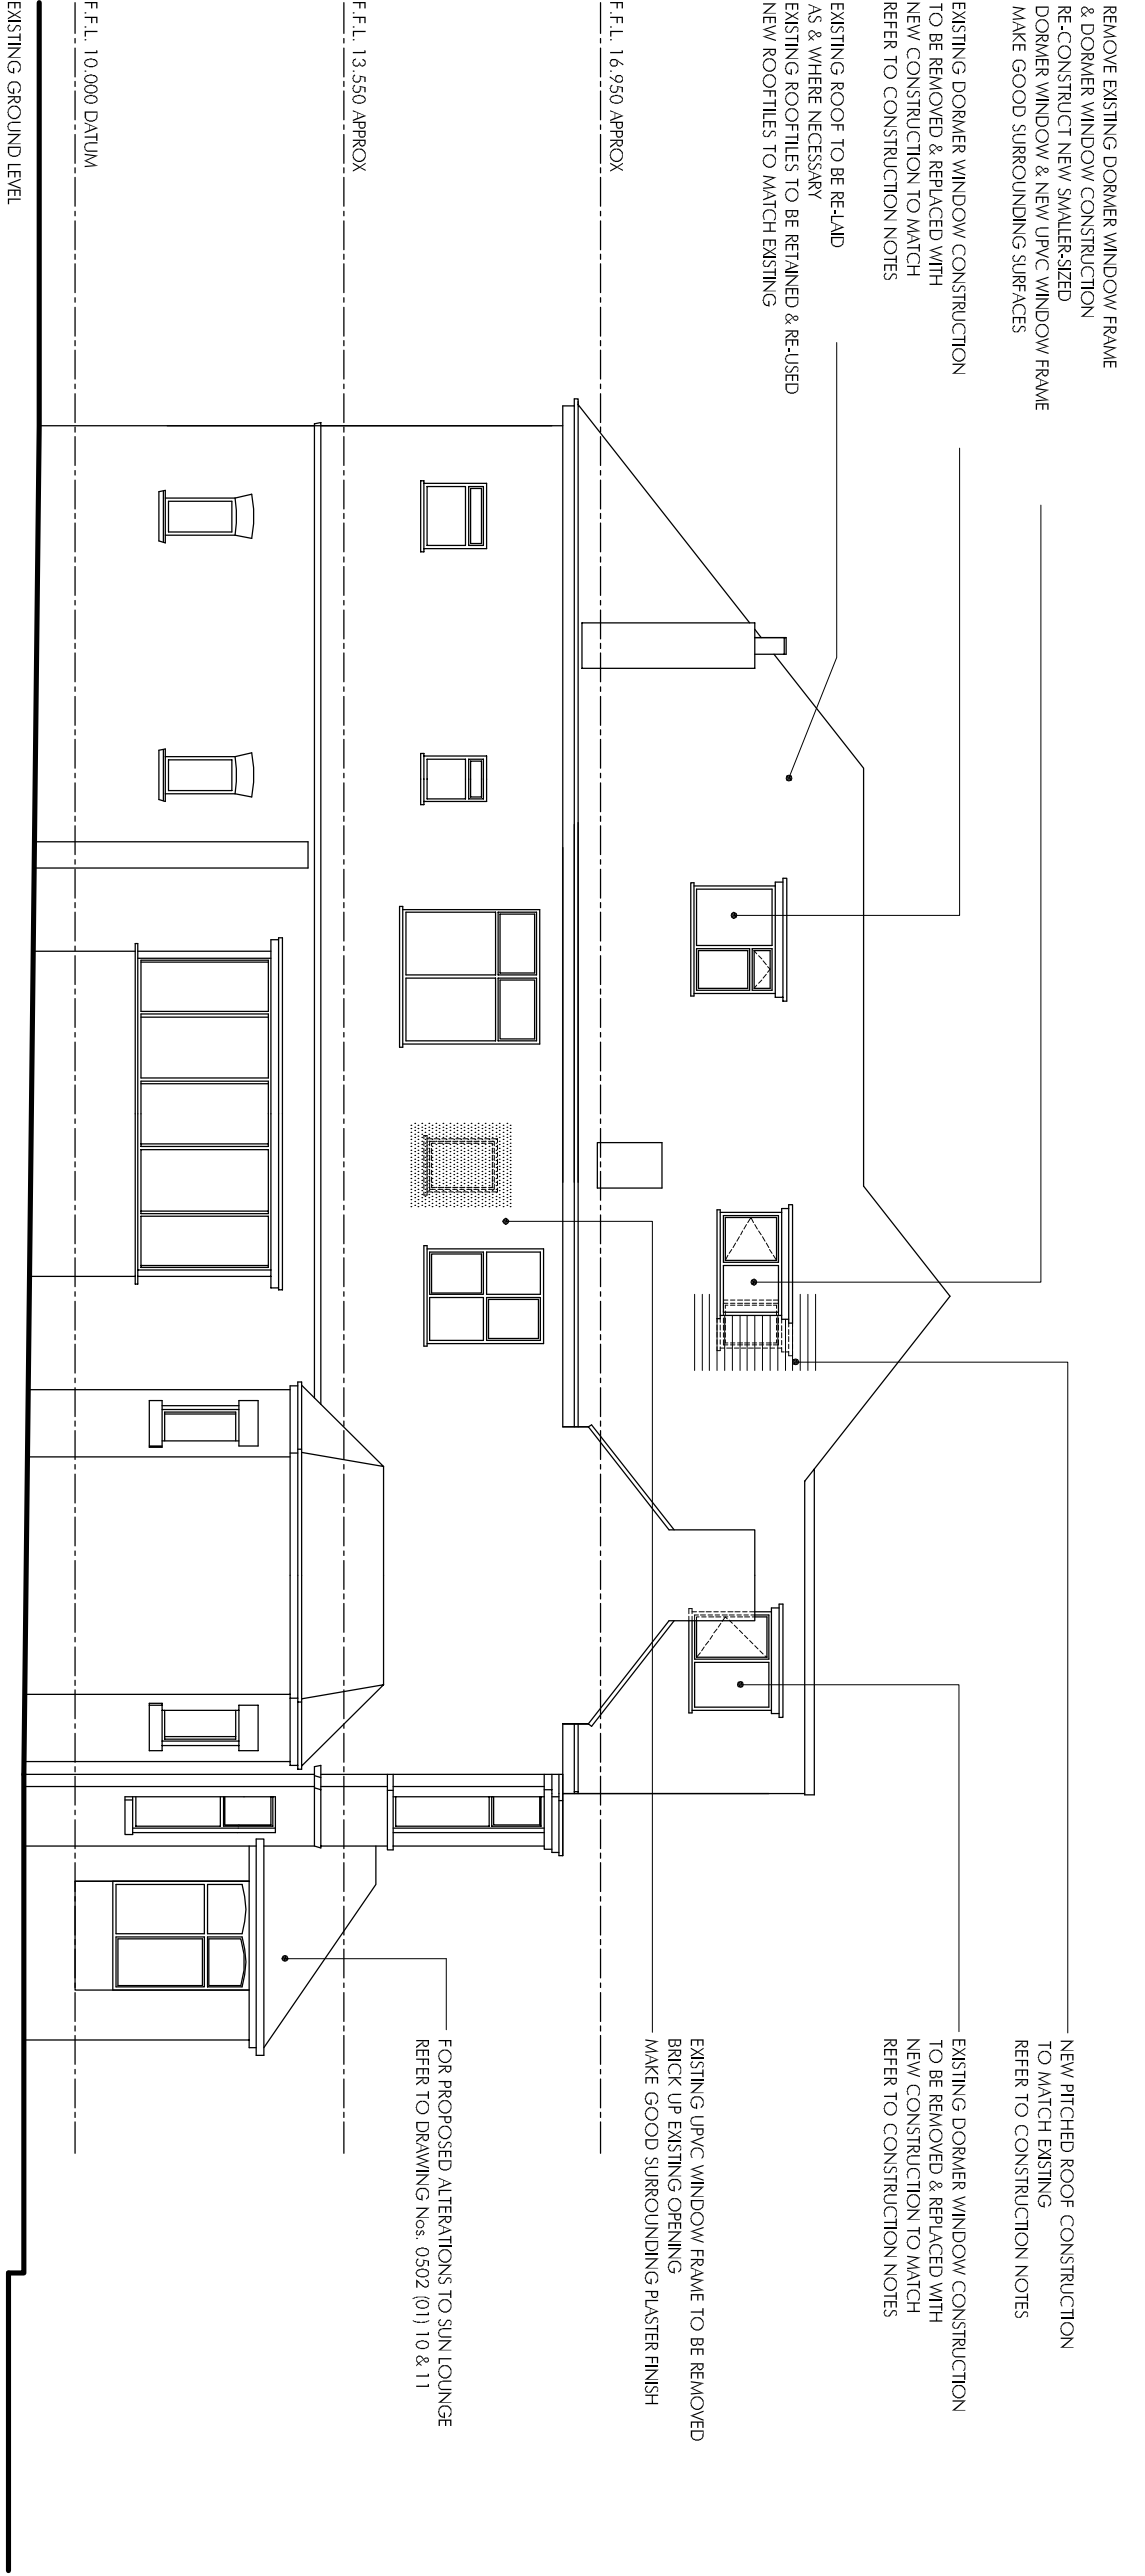 REMOVE EXISTING DORMER WINDOW FRAME
& DORMER WINDOW CONSTRUCTION
RE-CONSTRUCT NEW SMALLER-SIZED
DORMER WINDOW & NEW UPVC WINDOW FRAME
MAKE GOOD SURROUNDING SURFACES
EXISTING DORMER WINDOW CONSTRUCTION
TO BE REMOVED & REPLACED WITH
NEW CONSTRUCTION TO MATCH
REFER TO CONSTRUCTION NOTES
EXISTING ROOF TO BE RE-LAID
AS & WHERE NECESSARY
EXISTING ROOFTILES TO BE RETAINED & RE-USED
NEW ROOFTILES TO MATCH EXISTING
F.F.L. 16.950 APPROX
F.F.L. 13.550 APPROX
F.F.L. 10.000 DATUM
EXISTING GROUND LEVEL
NEW PITCHED ROOF CONSTRUCTION
TO MATCH EXISTING
REFER TO CONSTRUCTION NOTES
EXISTING DORMER WINDOW CONSTRUCTION
TO BE REMOVED & REPLACED WITH
NEW CONSTRUCTION TO MATCH
REFER TO CONSTRUCTION NOTES
EXISTING UPVC WINDOW FRAME TO BE REMOVED
BRICK UP EXISTING OPENING
MAKE GOOD SURROUNDING PLASTER FINISH
FOR PROPOSED ALTERATIONS TO SUN LOUNGE
REFER TO DRAWING Nos. 0502 (01) 10 & 11